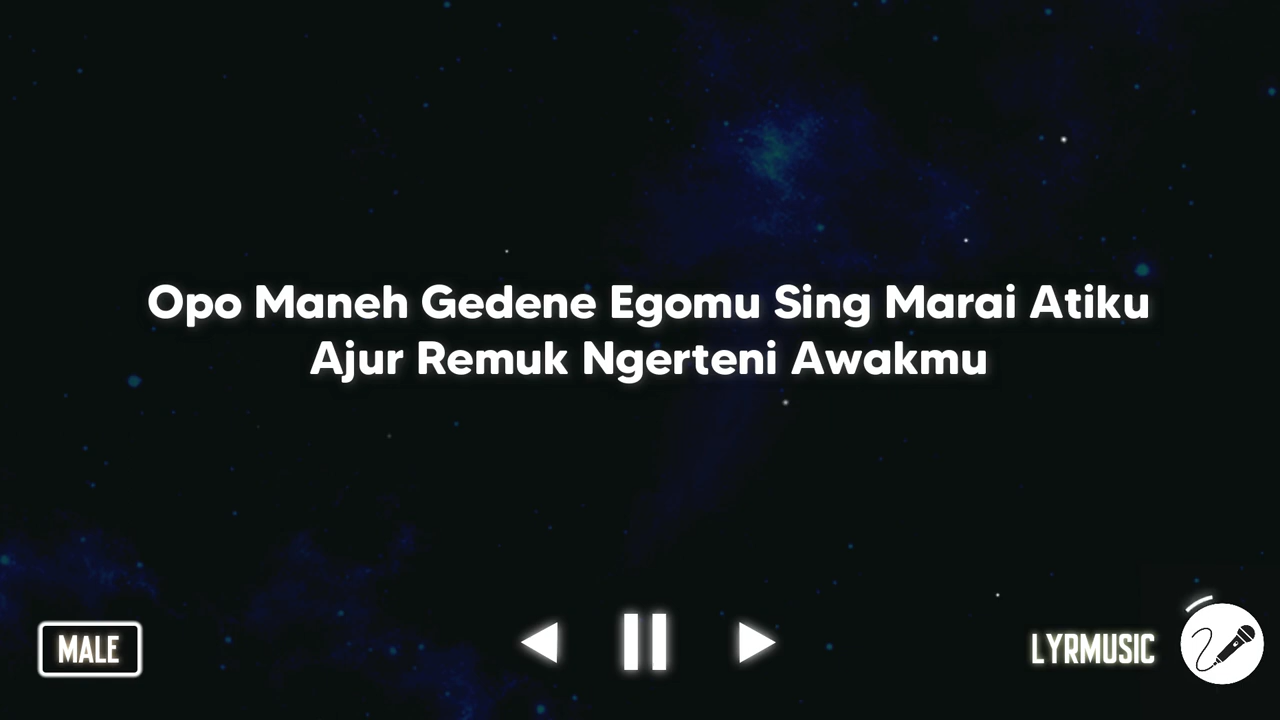 Opo Maneh Gedene Egomu Sing Marai Atiku
Ajur Remuk Ngerteni Awakmu
MALE
LYRMUSIC